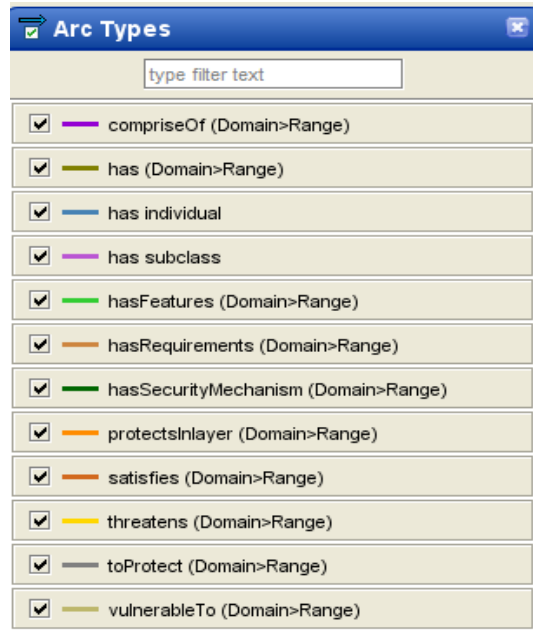 Arc Types
type filter text
compriseOf (Domain>Range)
has (Domain>Range)
has individual
has subclass
hasFeatures (Domain>Range)
hasRequirements (Domain>Range)
hasSecurityMechanism (Domain>Range)
protectsInlayer (Domain>Range)
satisfies (Domain>Range)
threatens (Domain>Range)
toProtect (Domain>Range)
vulnerableTo (Domain>Range)